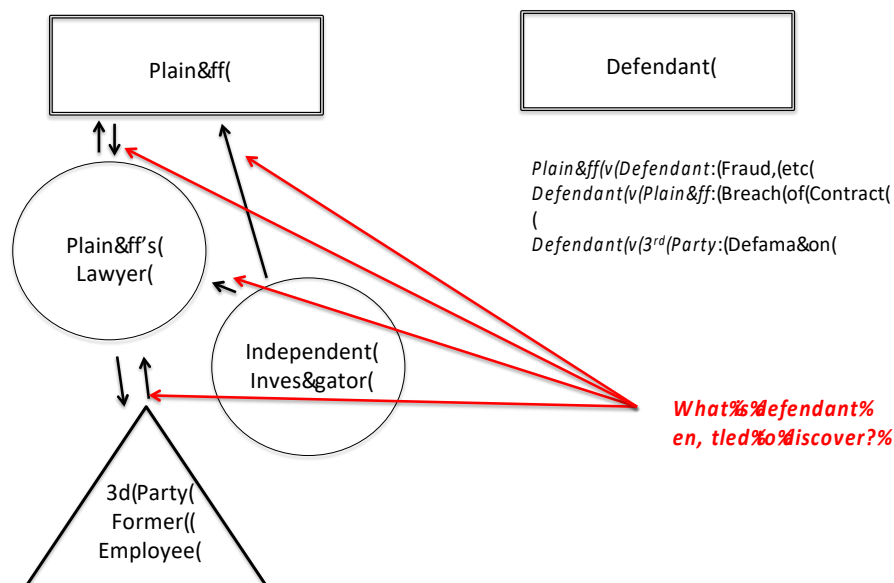 Plain&ff(
Defendant(
Plain&ff(v(Defendant:(Fraud,(etc(
Defendant(v(Plain&ff:(Breach(of(Contract(
(
Defendant(v(3rd(Party:(Defama&on(
Plain&ff’s(
Lawyer(
Independent(
Inves&gator(
What%s%defendant%
en, tled%to%discover?%
3d(Party(
Former((
Employee(